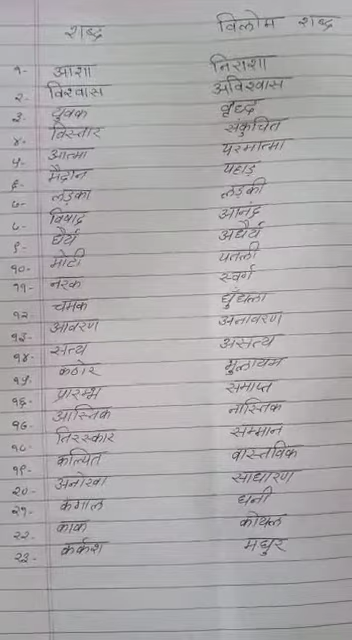 शब्द विलोम शब्द
१- आशा निराशा
२- विश्वास अविश्वास
३- युवक वृद्ध
४- विस्तार संकुचित
५- आत्मा परमात्मा
६- मैदान पहाड़
७- लड़का लड़की
८- विषाद आनंद
९- धैर्य अधैर्य
१०- मोटी पतली
११- नरक स्वर्ग
१२- चमक धुँधला
१३- आवरण अनावरण
१४- सत्य असत्य
१५- कठोर मुलायम
१६- प्रारम्भ समाप्त
१७- आस्तिक नास्तिक
१८- तिरस्कार सम्मान
१९- कल्पित वास्तविक
२०- अनोखा साधारण
२१- कंगाल धनी
२२- काक कोयल
२३- कर्कश मधुर